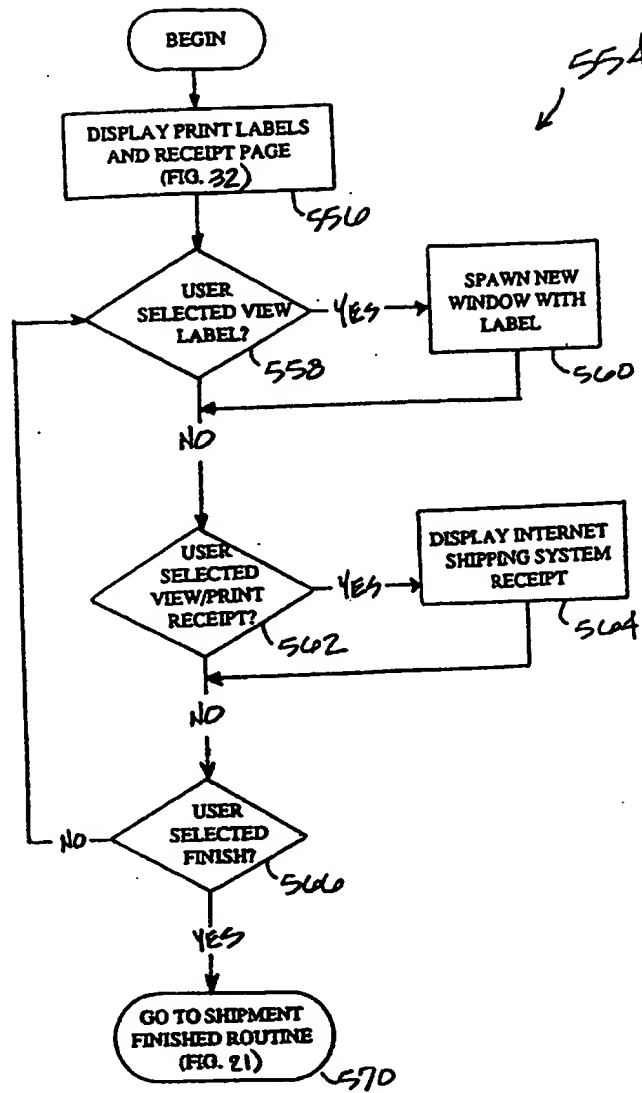 BEGIN
554
DISPLAY PRINT LABELS
AND RECEIPT PAGE
(FIG. 32)
556
USER
SELECTED VIEW
LABEL?
558
YES
SPAWN NEW
WINDOW WITH
LABEL
560
NO
USER
SELECTED
VIEW/PRINT
RECEIPT?
562
YES
DISPLAY INTERNET
SHIPPING SYSTEM
RECEIPT
564
NO
USER
SELECTED
FINISH?
566
NO
YES
GO TO SHIPMENT
FINISHED ROUTINE
(FIG. 21)
570